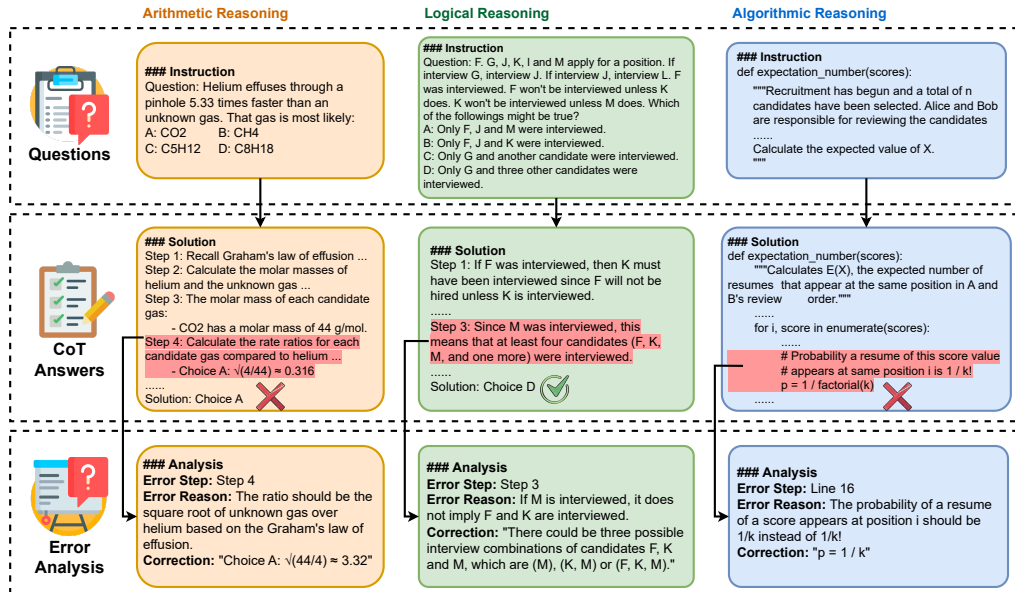 Arithmetic Reasoning
Logical Reasoning
Algorithmic Reasoning
Questions
### Instruction
Question: Helium effuses through a
pinhole 5.33 times faster than an
unknown gas. That gas is most likely:
A: CO2 B: CH4
C: C5H12 D: C8H18
### Instruction
Question: F. G, J, K, I and M apply for a position. If
interview G, interview J. If interview J, interview L. F
was interviewed. F won't be interviewed unless K
does. K won't be interviewed unless M does. Which
of the followings might be true?
A: Only F, J and M were interviewed.
B: Only F, J and K were interviewed.
C: Only G and another candidate were interviewed.
D: Only G and three other candidates were
interviewed.
### Instruction
def expectation_number(scores):
"""Recruitment has begun and a total of n
candidates have been selected. Alice and Bob
are responsible for reviewing the candidates
......
Calculate the expected value of X.
"""
CoT
Answers
### Solution
Step 1: Recall Graham's law of effusion ...
Step 2: Calculate the molar masses of
helium and the unknown gas ...
Step 3: The molar mass of each candidate
gas:
- CO2 has a molar mass of 44 g/mol.
Step 4: Calculate the rate ratios for each
candidate gas compared to helium ...
- Choice A: √(4/44) ≈ 0.316
......
Solution: Choice A
### Solution
Step 1: If F was interviewed, then K must
have been interviewed since F will not be
hired unless K is interviewed.
......
Step 3: Since M was interviewed, this
means that at least four candidates (F, K,
M, and one more) were interviewed.
......
Solution: Choice D
### Solution
def expectation_number(scores):
"""Calculates E(X), the expected number of
resumes that appear at the same position in A and
B's review order."""
......
for i, score in enumerate(scores):
......
# Probability a resume of this score value
# appears at same position i is 1 / k!
p = 1 / factorial(k)
......
Error
Analysis
### Analysis
Error Step: Step 4
Error Reason: The ratio should be the
square root of unknown gas over
helium based on the Graham's law of
effusion.
Correction: "Choice A: √(44/4) ≈ 3.32"
### Analysis
Error Step: Step 3
Error Reason: If M is interviewed, it does
not imply F and K are interviewed.
Correction: "There could be three possible
interview combinations of candidates F, K
and M, which are (M), (K, M) or (F, K, M)."
### Analysis
Error Step: Line 16
Error Reason: The probability of a resume
of a score appears at position i should be
1/k instead of 1/k!
Correction: "p = 1 / k"